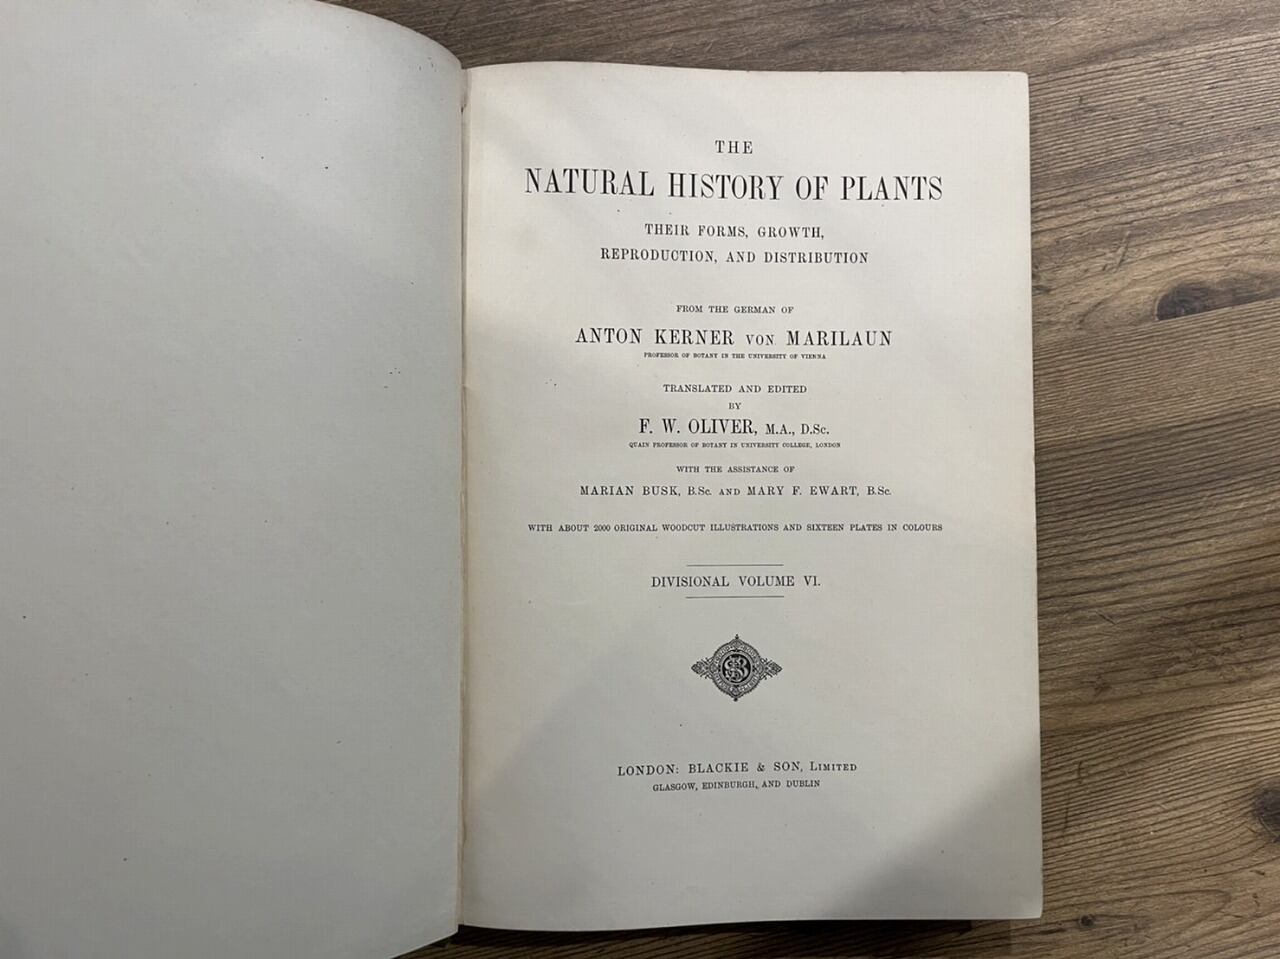 THE
NATURAL HISTORY OF PLANTS
THEIR FORMS, GROWTH,
REPRODUCTION, AND DISTRIBUTION
FROM THE GERMAN OF
ANTON KERNER VON MARILAUN
PROFESSOR OF BOTANY IN THE UNIVERSITY OF VIENNA
TRANSLATED AND EDITED
BY
F. W. OLIVER, M.A., D.Sc.
QUAIN PROFESSOR OF BOTANY IN UNIVERSITY COLLEGE, LONDON
WITH THE ASSISTANCE OF
MARIAN BUSK, B.Sc. AND MARY F. EWART, B.Sc.
WITH ABOUT 2000 ORIGINAL WOODCUT ILLUSTRATIONS AND SIXTEEN PLATES IN COLOURS
DIVISIONAL VOLUME VI.
LONDON: BLACKIE & SON, LIMITED
GLASGOW, EDINBURGH, AND DUBLIN